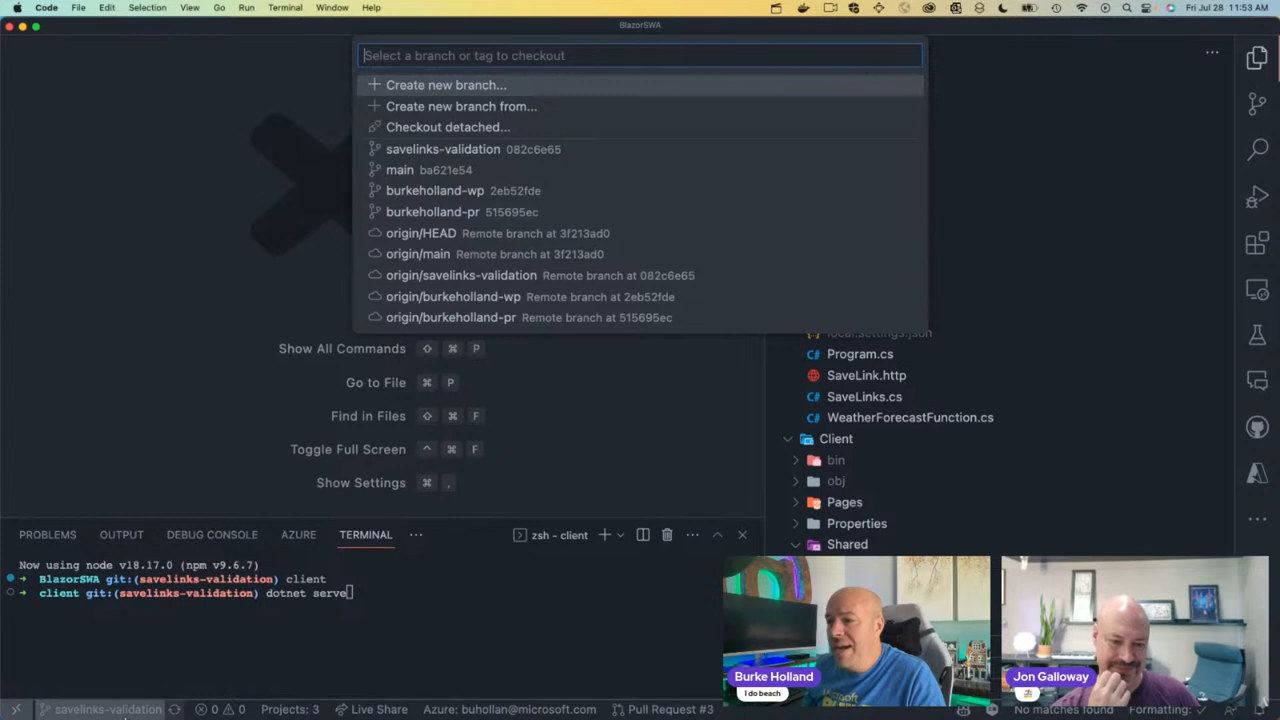 Code File Edit Selection View Go Run Terminal Window Help Fri Jul 28 11:53 AM
BlazorSWA
Select a branch or tag to checkout
Create new branch...
Create new branch from...
Checkout detached...
savelinks-validation 082c6e65
main ba621e54
burkeholland-wp 2eb52fde
burkeholland-pr 515695ec
origin/HEAD Remote branch at 3f213ad0
origin/main Remote branch at 3f213ad0
origin/savelinks-validation Remote branch at 082c6e65
origin/burkeholland-wp Remote branch at 2eb52fde
origin/burkeholland-pr Remote branch at 515695ec
Show All Commands ⇧ ⌘ P
Go to File ⌘ P
Find in Files ⇧ ⌘ F
Toggle Full Screen ^ ⌘ F
Show Settings ⌘ ,
local.settings.json
Program.cs
SaveLink.http
SaveLinks.cs
WeatherForecastFunction.cs
Client
bin
obj
Pages
Properties
Shared
PROBLEMS OUTPUT DEBUG CONSOLE AZURE TERMINAL ... zsh - client
Now using node v18.17.0 (npm v9.6.7)
BlazorSWA git:(savelinks-validation) client
client git:(savelinks-validation) dotnet serve
Burke Holland
I do beach
Jon Galloway
savelinks-validation 0 0 Projects: 3 Live Share Azure: buhollan@microsoft.com Pull Request #3 No matches found Formatting: ✓